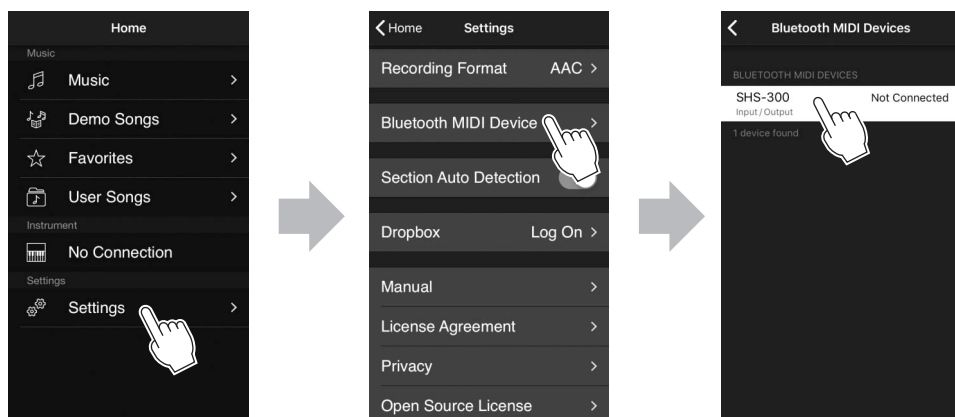 Home
Music
Music
Demo Songs
Favorites
User Songs
Instrument
No Connection
Settings
Settings
Home Settings
Recording Format AAC
Bluetooth MIDI Device
Section Auto Detection
Dropbox Log On
Manual
License Agreement
Privacy
Open Source License
Bluetooth MIDI Devices
BLUETOOTH MIDI DEVICES
SHS-300 Not Connected
Input / Output
1 device found